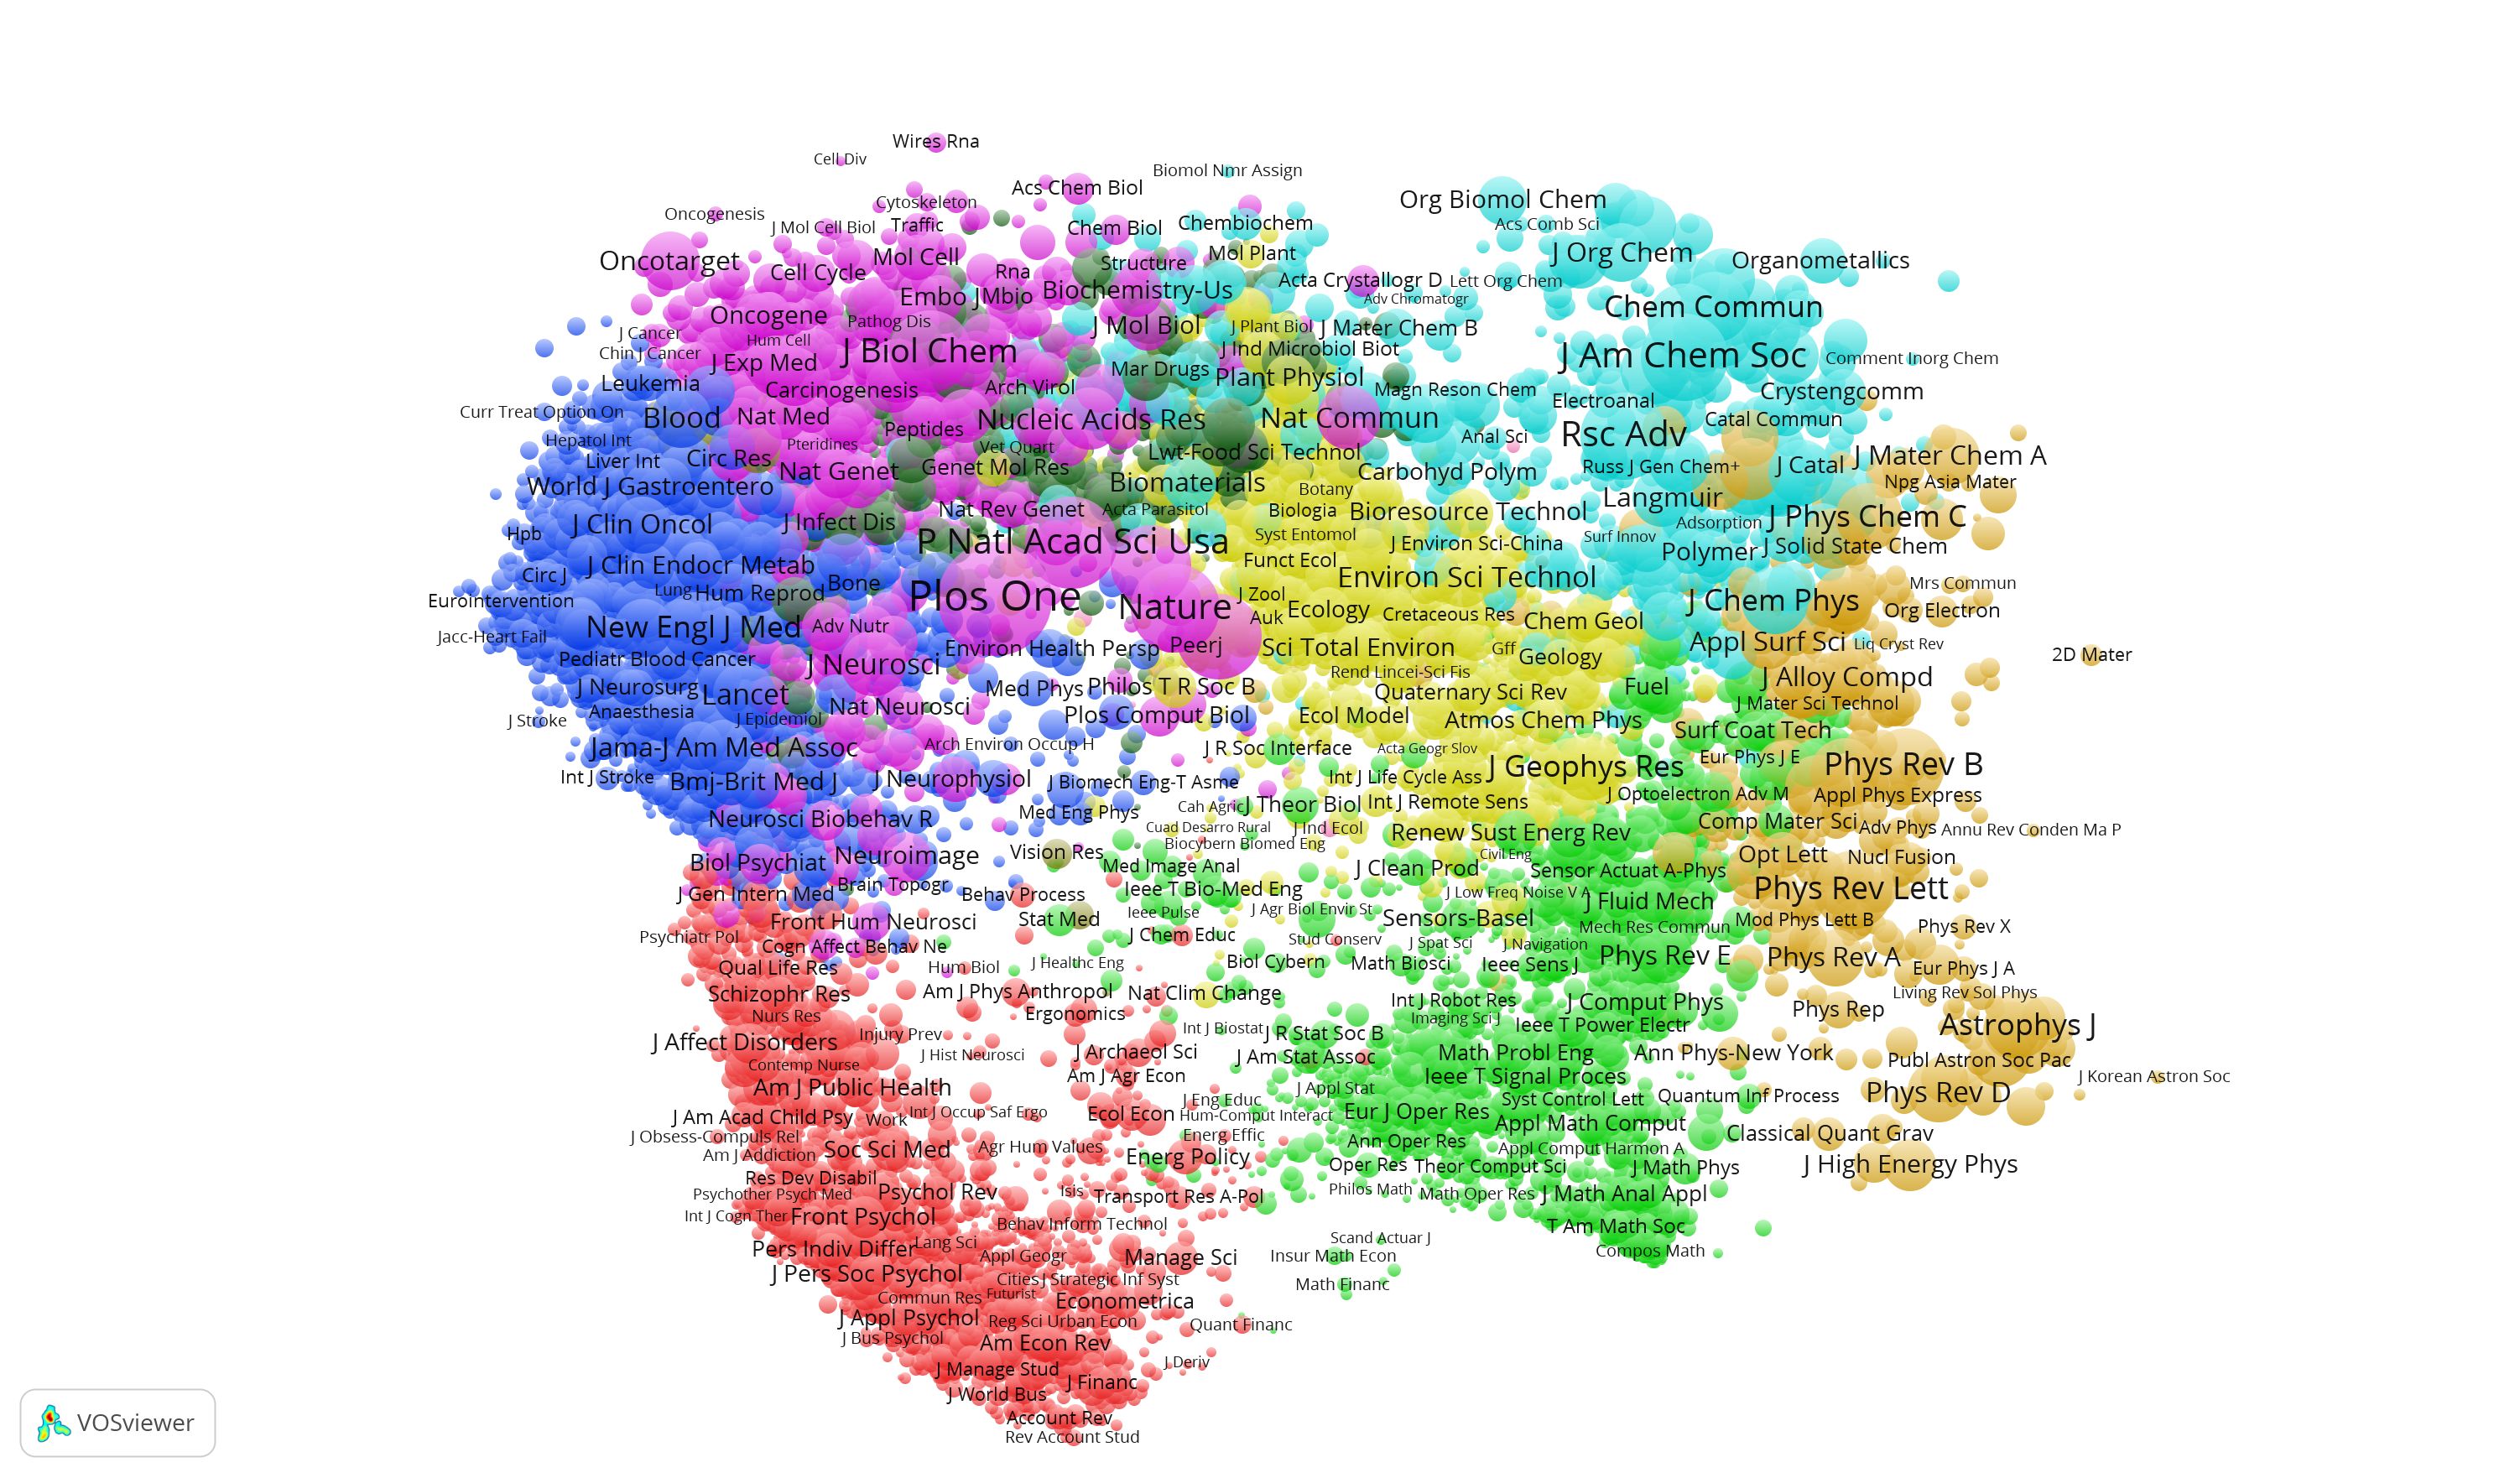 Wires Rna
Cell Div
Biomol Nmr Assign
Acs Chem Biol
Org Biomol Chem
Cytoskeleton
Oncogenesis
J Mol Cell Biol
Traffic
Chem Biol
Chembiochem
Acs Comb Sci
Oncotarget
Cell Cycle
Mol Cell
Rna
Structure
Mol Plant
J Org Chem
Organometallics
Acta Crystallogr D
Lett Org Chem
Embo J
Mbio
Biochemistry-Us
Adv Chromatogr
Chem Commun
Oncogene
Pathog Dis
J Mol Biol
J Plant Biol
J Mater Chem B
J Cancer
Hum Cell
Chin J Cancer
J Exp Med
J Biol Chem
J Ind Microbiol Biot
J Am Chem Soc
Comment Inorg Chem
Leukemia
Carcinogenesis
Arch Virol
Mar Drugs
Plant Physiol
Magn Reson Chem
Electroanal
Crystengcomm
Curr Treat Option On
Blood
Nat Med
Peptides
Nucleic Acids Res
Nat Commun
Anal Sci
Rsc Adv
Catal Commun
Hepatol Int
Pteridines
Vet Quart
Lwt-Food Sci Technol
Liver Int
Circ Res
Nat Genet
Genet Mol Res
Carbohyd Polym
Russ J Gen Chem+
J Catal
J Mater Chem A
World J Gastroentero
Biomaterials
Botany
Langmuir
Npg Asia Mater
Nat Rev Genet
Acta Parasitol
Biologia
Bioresource Technol
Hpb
J Clin Oncol
J Infect Dis
P Natl Acad Sci Usa
Syst Entomol
J Environ Sci-China
Surf Innov
Adsorption
J Phys Chem C
Polymer
J Solid State Chem
Circ J
J Clin Endocr Metab
Bone
Funct Ecol
Environ Sci Technol
Mrs Commun
Eurointervention
Lung
Hum Reprod
Plos One
Nature
J Zool
Auk
Ecology
Cretaceous Res
Chem Geol
J Chem Phys
Org Electron
Jacc-Heart Fail
New Engl J Med
Adv Nutr
Environ Health Persp
Peerj
Sci Total Environ
Gff
Geology
Appl Surf Sci
Liq Cryst Rev
2D Mater
Pediatr Blood Cancer
J Neurosci
Rend Lincei-Sci Fis
J Neurosurg
Lancet
Med Phys
Philos T R Soc B
Quaternary Sci Rev
Fuel
J Alloy Compd
J Stroke
Anaesthesia
J Epidemiol
Nat Neurosci
Plos Comput Biol
Ecol Model
Atmos Chem Phys
J Mater Sci Technol
Surf Coat Tech
Jama-J Am Med Assoc
Arch Environ Occup H
J R Soc Interface
Acta Geogr Slov
Eur Phys J E
Int J Stroke
Bmj-Brit Med J
J Neurophysiol
J Biomech Eng-T Asme
Int J Life Cycle Ass
J Geophys Res
Phys Rev B
J Optoelectron Adv M
Appl Phys Express
Med Eng Phys
Cah Agric
J Theor Biol
Int J Remote Sens
Neurosci Biobehav R
Cuad Desarro Rural
J Ind Ecol
Renew Sust Energ Rev
Comp Mater Sci
Adv Phys
Annu Rev Conden Ma P
Biocybern Biomed Eng
Biol Psychiat
Neuroimage
Vision Res
Med Image Anal
J Clean Prod
Civil Eng
Sensor Actuat A-Phys
Opt Lett
Nucl Fusion
J Gen Intern Med
Brain Topogr
Behav Process
Ieee T Bio-Med Eng
J Low Freq Noise V A
Phys Rev Lett
J Fluid Mech
Front Hum Neurosci
Stat Med
Ieee Pulse
J Agr Biol Envir St
Sensors-Basel
Mech Res Commun
Mod Phys Lett B
Phys Rev X
Psychiatr Pol
Cogn Affect Behav Ne
J Chem Educ
Stud Conserv
J Spat Sci
J Navigation
Qual Life Res
Hum Biol
J Healthc Eng
Biol Cybern
Math Biosci
Ieee Sens J
Phys Rev E
Phys Rev A
Eur Phys J A
Schizophr Res
Am J Phys Anthropol
Nat Clim Change
Living Rev Sol Phys
Nurs Res
Ergonomics
Int J Robot Res
J Comput Phys
Phys Rep
Imaging Sci J
J Affect Disorders
Injury Prev
Int J Biostat
J R Stat Soc B
Ieee T Power Electr
Astrophys J
Contemp Nurse
J Hist Neurosci
J Archaeol Sci
J Am Stat Assoc
Math Probl Eng
Ann Phys-New York
Publ Astron Soc Pac
Am J Public Health
Am J Agr Econ
J Appl Stat
Ieee T Signal Proces
J Korean Astron Soc
J Am Acad Child Psy
Work
Int J Occup Saf Ergo
Ecol Econ
J Eng Educ
Hum-Comput Interact
Eur J Oper Res
Syst Control Lett
Quantum Inf Process
Phys Rev D
J Obsess-Compuls Rel
Energ Effic
Appl Math Comput
Classical Quant Grav
Am J Addiction
Soc Sci Med
Agr Hum Values
Energ Policy
Ann Oper Res
Appl Comput Harmon A
Res Dev Disabil
Oper Res
Theor Comput Sci
J Math Phys
J High Energy Phys
Psychother Psych Med
Psychol Rev
Isis
Transport Res A-Pol
Philos Math
Math Oper Res
J Math Anal Appl
Int J Cogn Ther
Front Psychol
Behav Inform Technol
T Am Math Soc
Pers Indiv Differ
Lang Sci
Appl Geogr
Manage Sci
Scand Actuar J
Insur Math Econ
Compos Math
J Pers Soc Psychol
Cities
J Strategic Inf Syst
Math Financ
Commun Res
Futurist
Econometrica
J Appl Psychol
Reg Sci Urban Econ
Quant Financ
J Bus Psychol
Am Econ Rev
J Manage Stud
J Deriv
J World Bus
J Financ
Account Rev
Rev Account Stud
VOSviewer